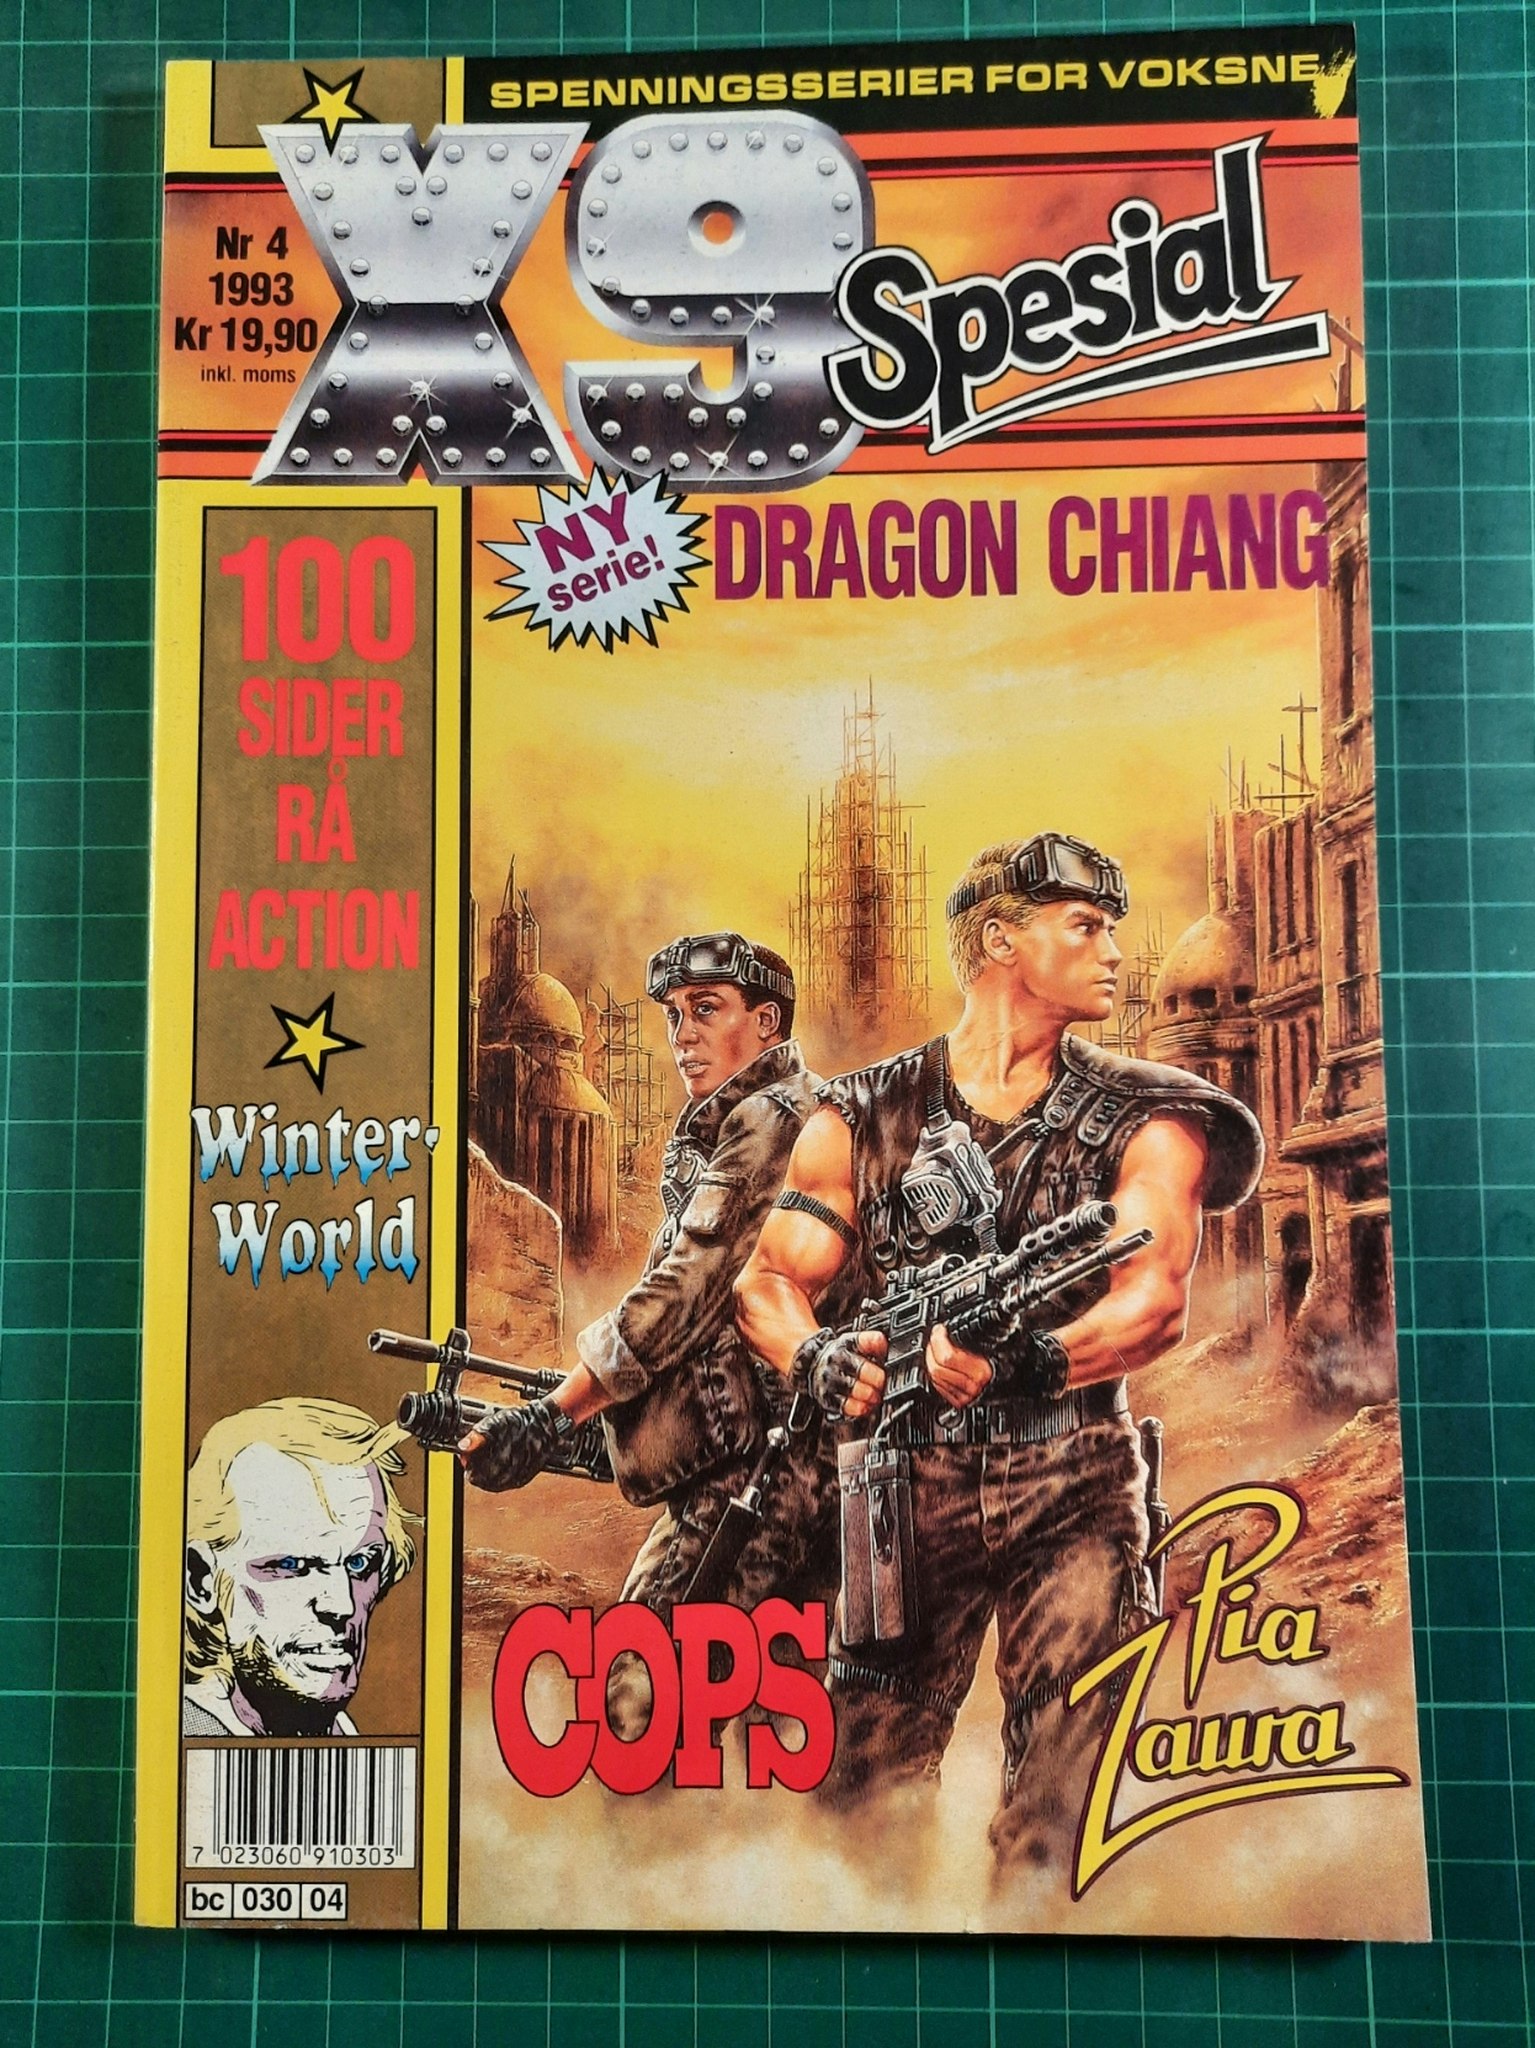 SPENNINGSSERIER FOR VOKSNE
X9
Spesial
Nr 4
1993
Kr 19,90
inkl. moms
NY
serie!
DRAGON CHIANG
100
SIDER
RÅ
ACTION
Winter-
World
COPS
Pia
Zaura
7 023060 910303
bc 030 04